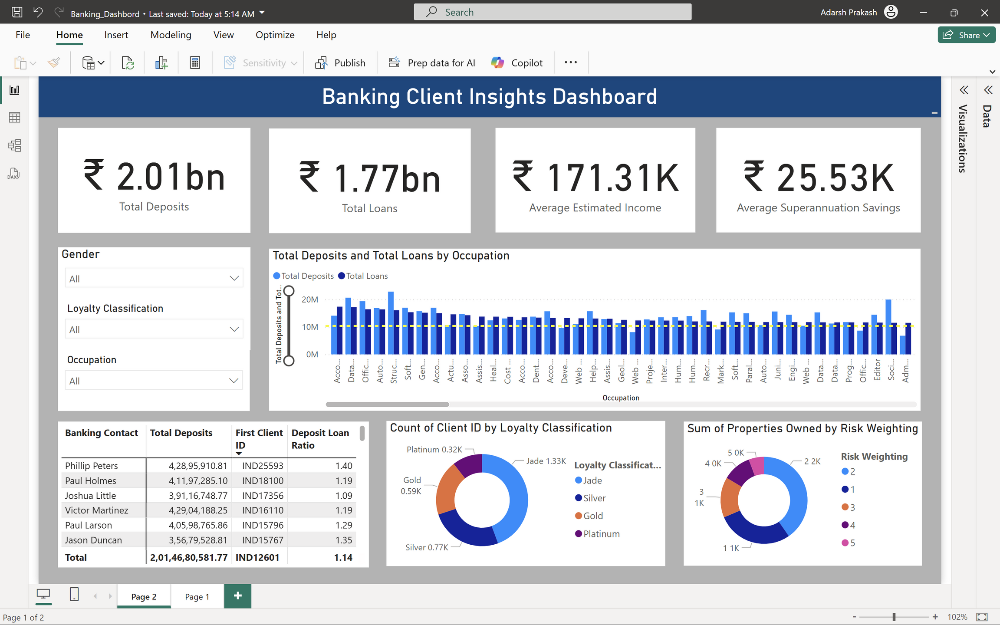 Banking_Dashbord • Last saved: Today at 5:14 AM
Search
Adarsh Prakash
File Home Insert Modeling View Optimize Help
Share
Sensitivity
Publish
Prep data for AI
Copilot
DAX
Banking Client Insights Dashboard
₹ 2.01bn
Total Deposits
₹ 1.77bn
Total Loans
₹ 171.31K
Average Estimated Income
₹ 25.53K
Average Superannuation Savings
Visualizations
Data
Gender
All
Loyalty Classification
All
Occupation
All
Total Deposits and Total Loans by Occupation
Total Deposits Total Loans
Total Deposits and Tot...
20M
10M
0M
Acco... Data... Offic... Auto... Struc... Soft... Gen... Acco... Actu... Asso... Assis... Heal... Cost ... Acco... Dent... Acco... Deve... Web ... Help... Assis... Geol... Web ... Proje... Inter... Hum... Hum... Recr... Mark... Soft... Paral... Auto... Juni... Engi... Web ... Data... Data... Prog... Offic... Editor Soci... Adm...
Occupation
Banking Contact Total Deposits First Client ID Deposit Loan Ratio
Phillip Peters 4,28,95,910.81 IND25593 1.40
Paul Holmes 4,11,97,285.10 IND18100 1.19
Joshua Little 3,91,16,748.77 IND17356 1.09
Victor Martinez 4,29,04,188.25 IND16110 1.19
Paul Larson 4,05,98,765.86 IND15796 1.29
Jason Duncan 3,56,79,528.81 IND15767 1.35
Total 2,01,46,80,581.77 IND12601 1.14
Count of Client ID by Loyalty Classification
Platinum 0.32K
Jade 1.33K
Gold
0.59K
Silver 0.77K
Loyalty Classificat...
Jade
Silver
Gold
Platinum
Sum of Properties Owned by Risk Weighting
5 0K
4 0K
2 2K
3
1K
1 1K
Risk Weighting
2
1
3
4
5
Page 2
Page 1
+
Page 1 of 2
- + 102%